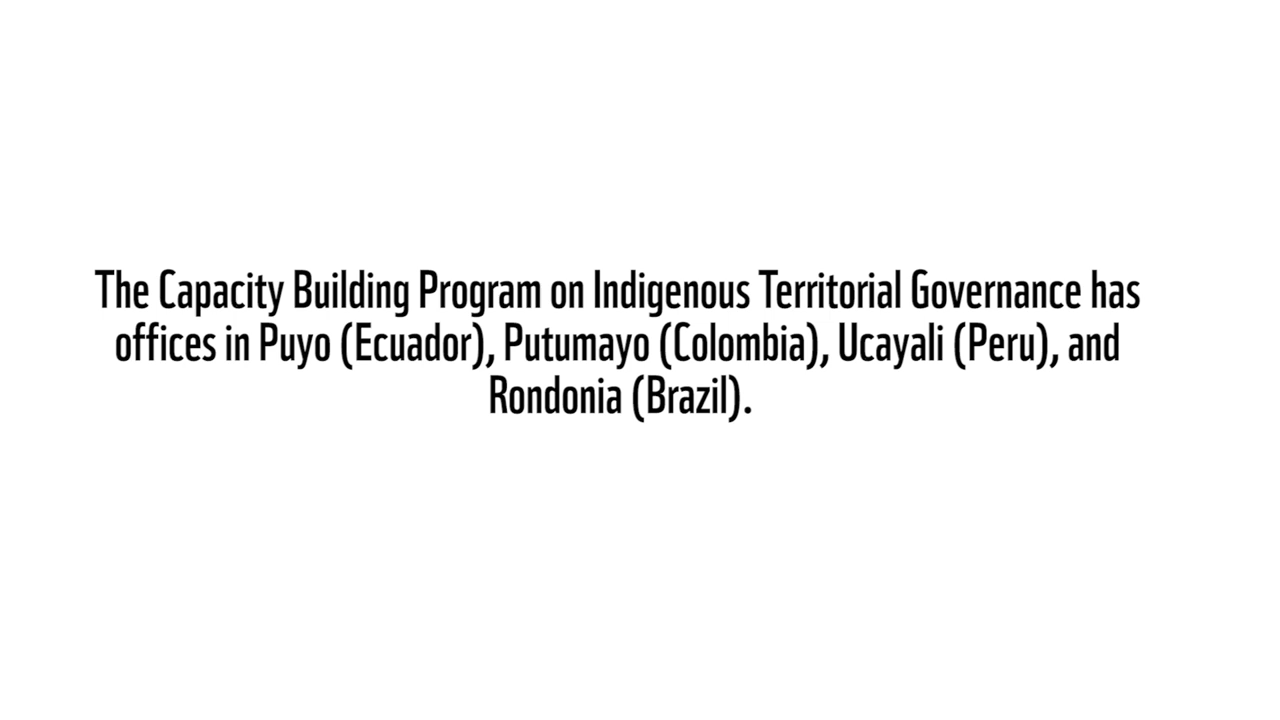 The Capacity Building Program on Indigenous Territorial Governance has
offices in Puyo (Ecuador), Putumayo (Colombia), Ucayali (Peru), and
Rondonia (Brazil).